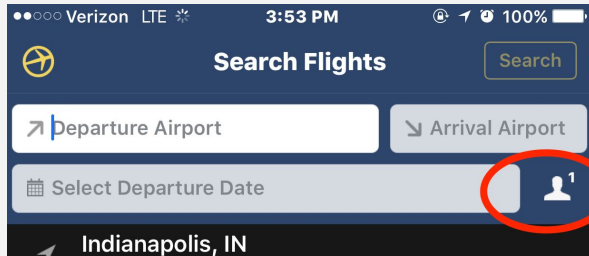 Verizon LTE 3:53 PM 100%
Search Flights Search
Departure Airport Arrival Airport
Select Departure Date 1
Indianapolis, IN